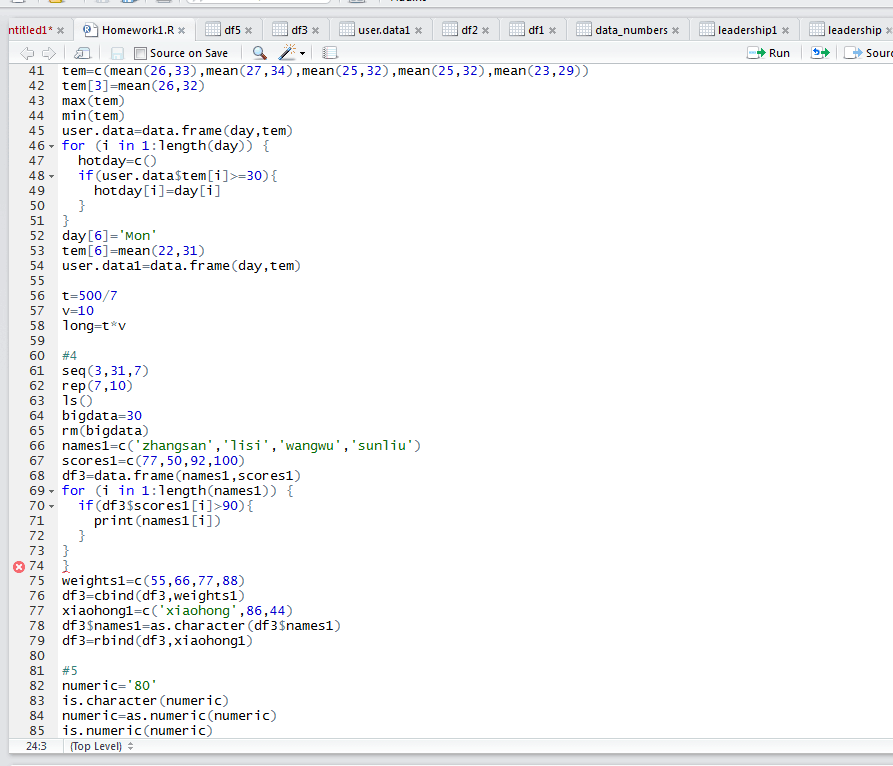 ntitled1* × Homework1.R × df5 × df3 × user.data1 × df2 × df1 × data_numbers × leadership1 × leadership ×
Source on Save Run Sourc
41 tem=c(mean(26,33),mean(27,34),mean(25,32),mean(25,32),mean(23,29))
42 tem[3]=mean(26,32)
43 max(tem)
44 min(tem)
45 user.data=data.frame(day,tem)
46 for (i in 1:length(day)) {
47   hotday=c()
48   if(user.data$tem[i]>=30){
49     hotday[i]=day[i]
50   }
51 }
52 day[6]='Mon'
53 tem[6]=mean(22,31)
54 user.data1=data.frame(day,tem)
55
56 t=500/7
57 v=10
58 long=t*v
59
60 #4
61 seq(3,31,7)
62 rep(7,10)
63 ls()
64 bigdata=30
65 rm(bigdata)
66 names1=c('zhangsan','lisi','wangwu','sunliu')
67 scores1=c(77,50,92,100)
68 df3=data.frame(names1,scores1)
69 for (i in 1:length(names1)) {
70   if(df3$scores1[i]>90){
71     print(names1[i])
72   }
73 }
74 }
75 weights1=c(55,66,77,88)
76 df3=cbind(df3,weights1)
77 xiaohong1=c('xiaohong',86,44)
78 df3$names1=as.character(df3$names1)
79 df3=rbind(df3,xiaohong1)
80
81 #5
82 numeric='80'
83 is.character(numeric)
84 numeric=as.numeric(numeric)
85 is.numeric(numeric)
24:3 (Top Level)